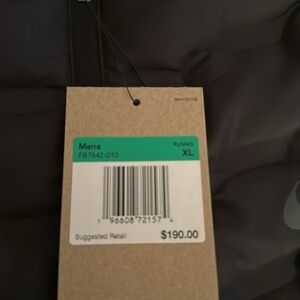 Mens
RUNNING
FB7542-010
XL
1 96608 72157 4
Suggested Retail
$190.00